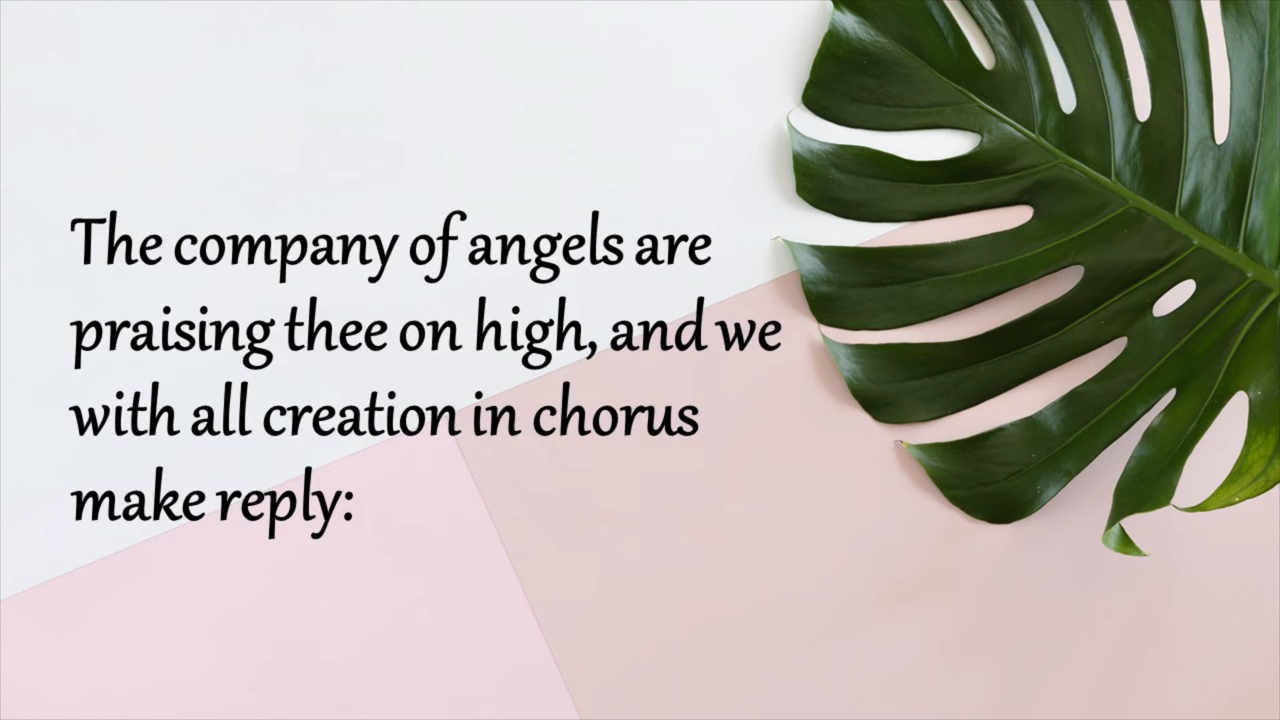 The company of angels are
praising thee on high, and we
with all creation in chorus
make reply: